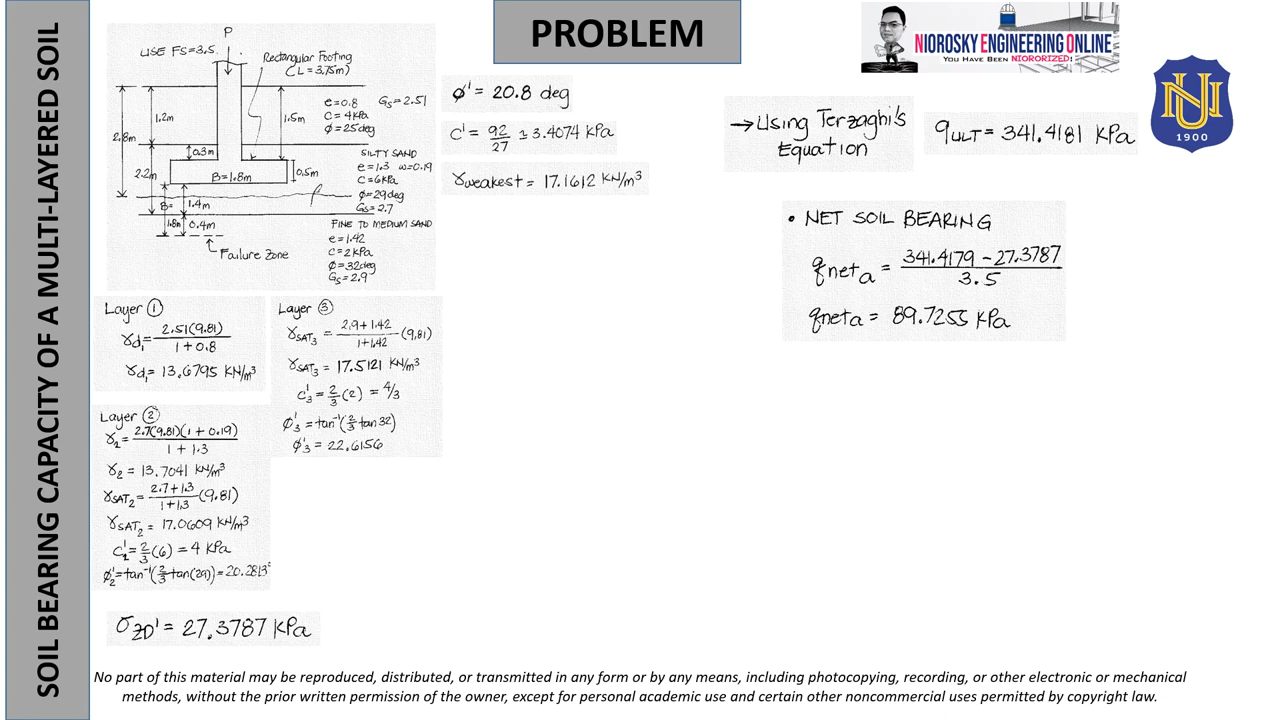 SOIL BEARING CAPACITY OF A MULTI-LAYERED SOIL
PROBLEM
NIOROSKY ENGINEERING ONLINE
YOU HAVE BEEN NIORORIZED!
NU
1900
P
USE FS=3.5.
Rectangular Footing
(L = 3.75m)
e=0.8 Gs=2.51
C=4kPa
φ=25deg
1.2m
1.5m
2.8m
0.3m
2.2m
B=1.8m
0.5m
SILTY SAND
e=1.3 w=0.19
C=6kPa
φ=29deg
Gs=2.7
B=
1.8m
1.4m
0.4m
Failure Zone
FINE TO MEDIUM SAND
e=1.42
c=2kPa
φ=32deg
Gs=2.9
Layer ①
γd₁= 2.51(9.81) / 1+0.8
γd₁= 13.6795 KN/m³
Layer ②
γ₂= 2.7(9.81)(1+0.19) / 1+1.3
γ₂ = 13.7041 KN/m³
γSAT₂= 2.7+1.3 / 1+1.3 (9.81)
γSAT₂= 17.0609 KN/m³
C₂'= 2/3 (6) = 4 KPa
φ₂'=tan⁻¹(2/3 tan(29))=20.2813°
Layer ③
γSAT₃ = 2.9+1.42 / 1+1.42 (9.81)
γSAT₃= 17.5121 KN/m³
C₃' = 2/3 (2) = 4/3
φ₃' = tan⁻¹(2/3 tan32)
φ₃' = 22.6156
σZD' = 27.3787 KPa
φ' = 20.8 deg
C' = 92/27 ≅ 3.4074 KPa
γweakest = 17.1612 KN/m³
→Using Terzaghi's
Equation
qULT = 341.4181 KPa
• NET SOIL BEARING
qneta = 341.4179 - 27.3787 / 3.5
qneta = 89.7255 KPa
No part of this material may be reproduced, distributed, or transmitted in any form or by any means, including photocopying, recording, or other electronic or mechanical
methods, without the prior written permission of the owner, except for personal academic use and certain other noncommercial uses permitted by copyright law.